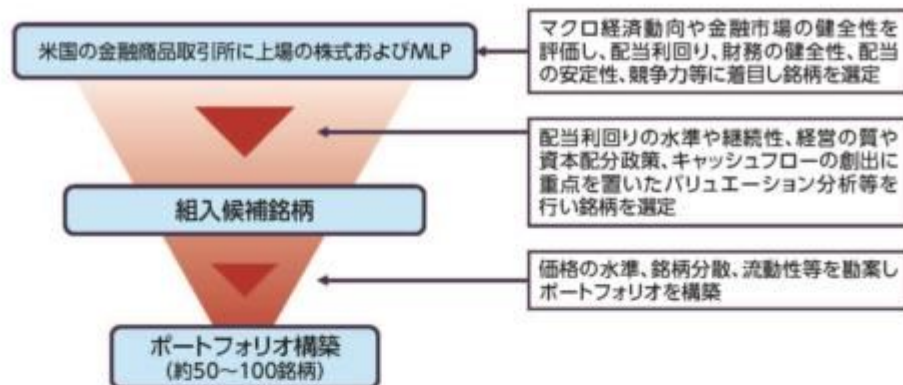 米国の金融商品取引所に上場の株式およびMLP
マクロ経済動向や金融市場の健全性を
評価し、配当利回り、財務の健全性、配当
の安定性、競争力等に着目し銘柄を選定
配当利回りの水準や継続性、経営の質や
資本配分政策、キャッシュフローの創出に
重点を置いたバリュエーション分析等を
行い銘柄を選定
組入候補銘柄
価格の水準、銘柄分散、流動性等を勘案し
ポートフォリオを構築
ポートフォリオ構築
(約50～100銘柄)